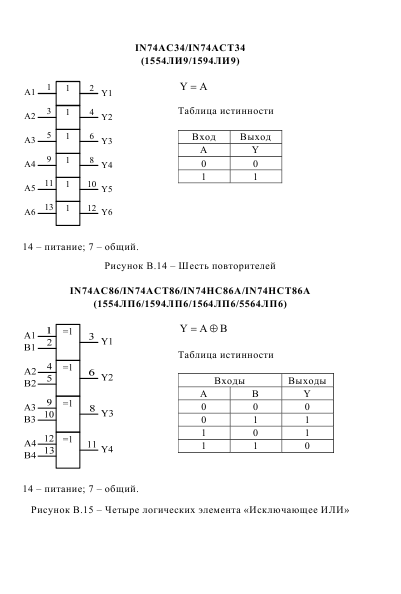 IN74AC34/IN74ACT34
(1554ЛИ9/1594ЛИ9)
A1 1 1 2 Y1
A2 3 1 4 Y2
A3 5 1 6 Y3
A4 9 1 8 Y4
A5 11 1 10 Y5
A6 13 1 12 Y6
Y = A
Таблица истинности
Вход Выход
A Y
0 0
1 1
14 – питание; 7 – общий.
Рисунок В.14 – Шесть повторителей
IN74AC86/IN74ACT86/IN74HC86A/IN74HCT86A
(1554ЛП6/1594ЛП6/1564ЛП6/5564ЛП6)
A1 1 =1 3 Y1
B1 2
A2 4 =1 6 Y2
B2 5
A3 9 =1 8 Y3
B3 10
A4 12 =1 11 Y4
B4 13
Y = A ⊕ B
Таблица истинности
Входы Выходы
A B Y
0 0 0
0 1 1
1 0 1
1 1 0
14 – питание; 7 – общий.
Рисунок В.15 – Четыре логических элемента «Исключающее ИЛИ»